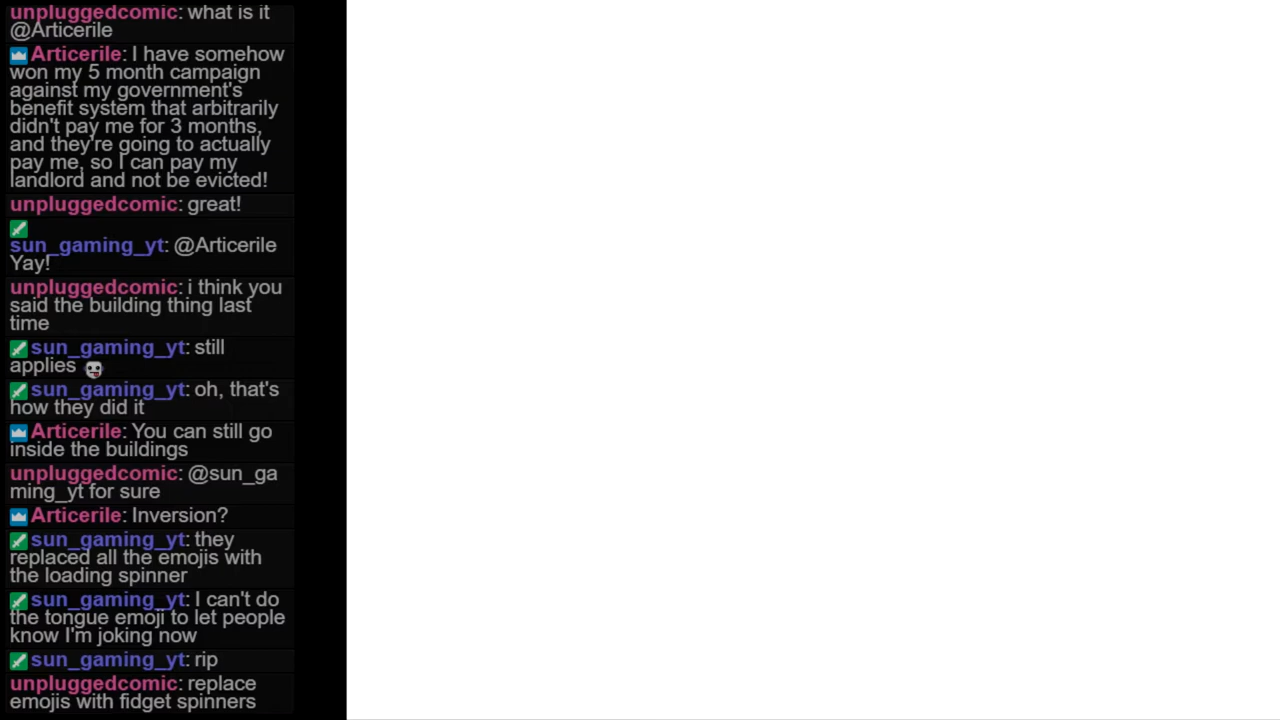 unpluggedcomic: what is it
@Articerile
Articerile: I have somehow
won my 5 month campaign
against my government's
benefit system that arbitrarily
didn't pay me for 3 months,
and they're going to actually
pay me, so I can pay my
landlord and not be evicted!
unpluggedcomic: great!
sun_gaming_yt: @Articerile
Yay!
unpluggedcomic: i think you
said the building thing last
time
sun_gaming_yt: still
applies
sun_gaming_yt: oh, that's
how they did it
Articerile: You can still go
inside the buildings
unpluggedcomic: @sun_ga
ming_yt for sure
Articerile: Inversion?
sun_gaming_yt: they
replaced all the emojis with
the loading spinner
sun_gaming_yt: I can't do
the tongue emoji to let people
know I'm joking now
sun_gaming_yt: rip
unpluggedcomic: replace
emojis with fidget spinners